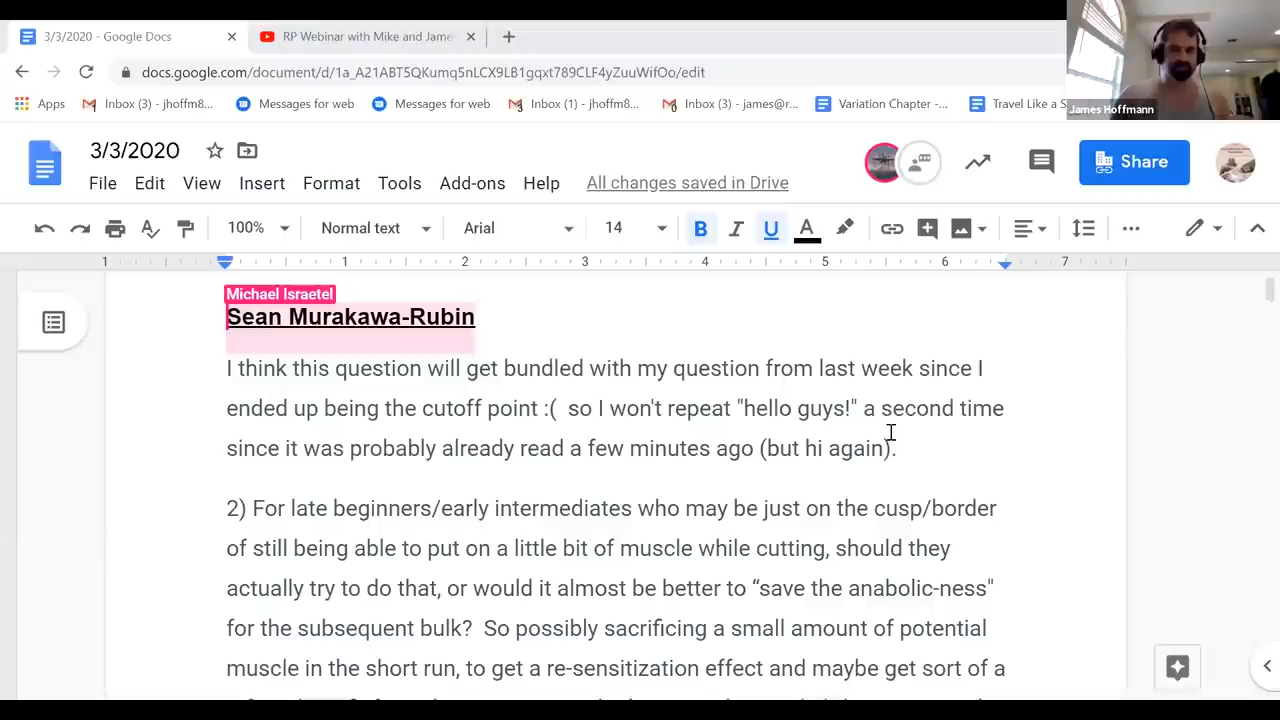 3/3/2020 - Google Docs
RP Webinar with Mike and Jame
docs.google.com/document/d/1a_A21ABT5QKumq5nLCX9LB1gqxt789CLF4yZuuWifOo/edit
Apps
Inbox (3) - jhoffm8...
Messages for web
Messages for web
Inbox (1) - jhoffm8...
Inbox (3) - james@r...
Variation Chapter -...
Travel Like a S
James Hoffmann
3/3/2020
Share
File Edit View Insert Format Tools Add-ons Help All changes saved in Drive
100% Normal text Arial 14 B I U A
1 1 2 3 4 5 6 7
Michael Israetel
Sean Murakawa-Rubin
I think this question will get bundled with my question from last week since I
ended up being the cutoff point :(  so I won't repeat "hello guys!" a second time
since it was probably already read a few minutes ago (but hi again).
2) For late beginners/early intermediates who may be just on the cusp/border
of still being able to put on a little bit of muscle while cutting, should they
actually try to do that, or would it almost be better to “save the anabolic-ness"
for the subsequent bulk?  So possibly sacrificing a small amount of potential
muscle in the short run, to get a re-sensitization effect and maybe get sort of a